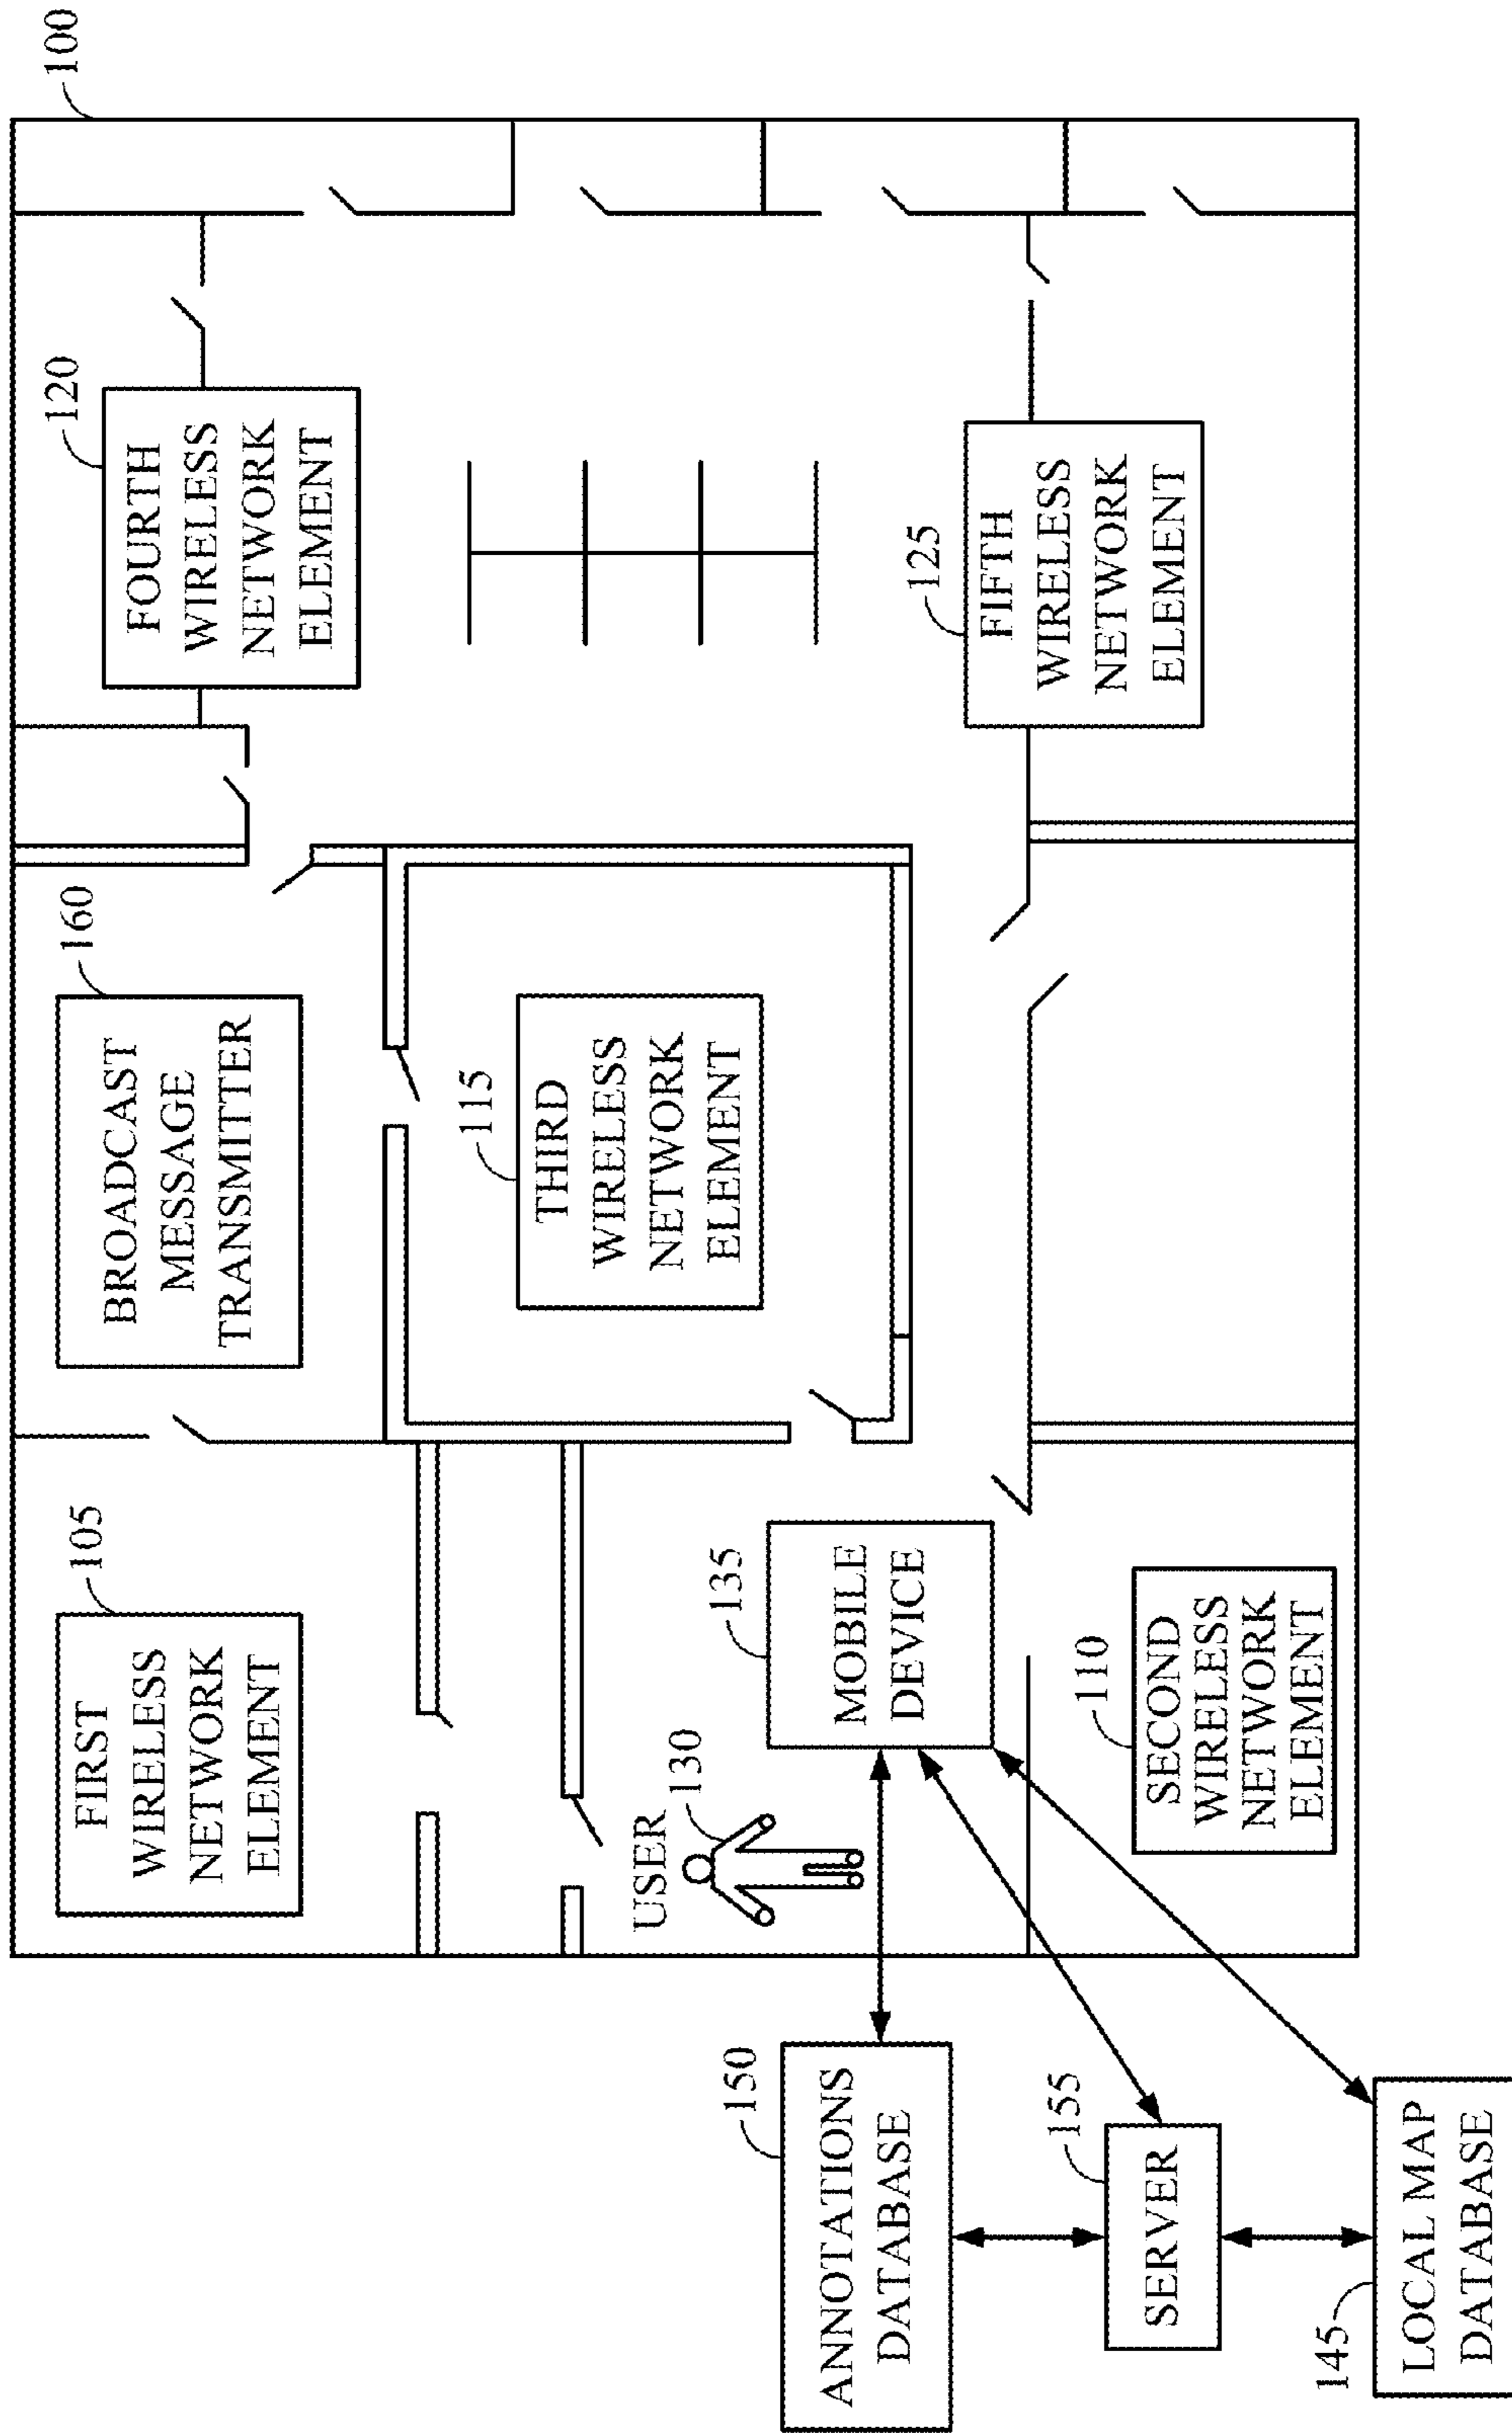 100
FIRST
WIRELESS
NETWORK
ELEMENT
105
BROADCAST
MESSAGE
TRANSMITTER
160
FOURTH
WIRELESS
NETWORK
ELEMENT
120
THIRD
WIRELESS
NETWORK
ELEMENT
115
USER
130
MOBILE
DEVICE
135
SECOND
WIRELESS
NETWORK
ELEMENT
110
FIFTH
WIRELESS
NETWORK
ELEMENT
125
ANNOTATIONS
DATABASE
150
SERVER
155
LOCAL MAP
DATABASE
145